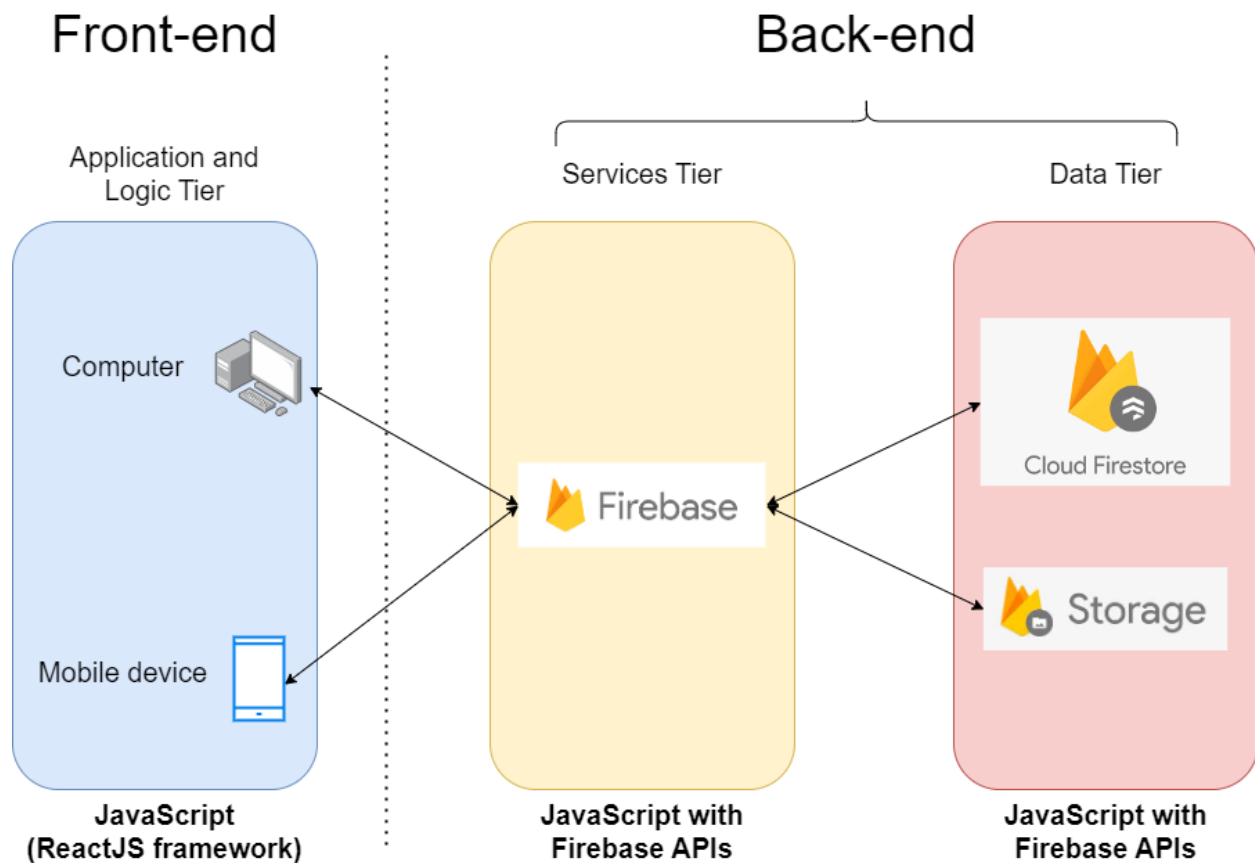 Front-end
Back-end
Application and
Logic Tier
Services Tier
Data Tier
Computer
Mobile device
Firebase
Cloud Firestore
Storage
JavaScript
(ReactJS framework)
JavaScript with
Firebase APIs
JavaScript with
Firebase APIs